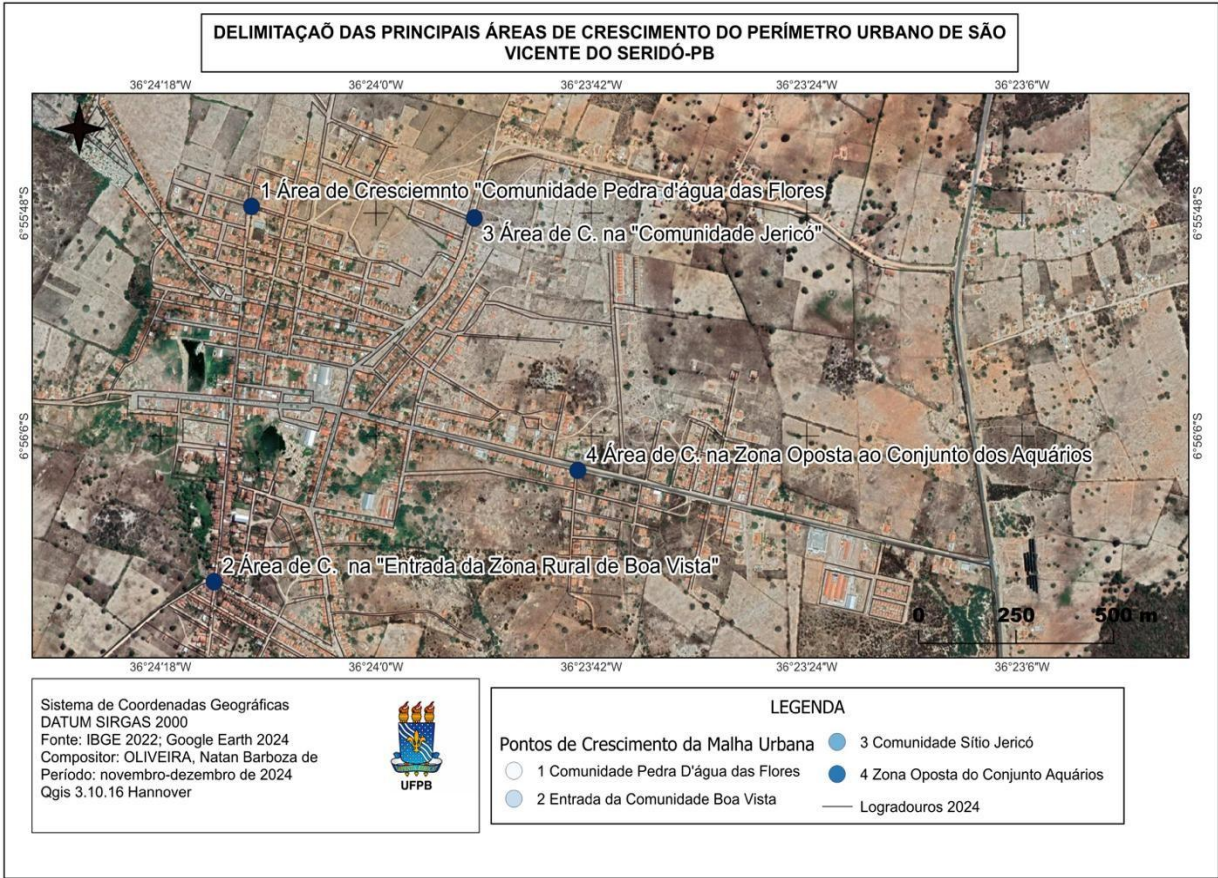 DELIMITAÇAÕ DAS PRINCIPAIS ÁREAS DE CRESCIMENTO DO PERÍMETRO URBANO DE SÃO
VICENTE DO SERIDÓ-PB
36°24'18"W 36°24'0"W 36°23'42"W 36°23'24"W 36°23'6"W
6°55'48"S 6°55'48"S
1 Área de Cresciemnto "Comunidade Pedra d'água das Flores
3 Área de C. na "Comunidade Jericó"
6°56'6"S 6°56'6"S
4 Área de C. na Zona Oposta ao Conjunto dos Aquários
2 Área de C. na "Entrada da Zona Rural de Boa Vista"
0 250 500 m
36°24'18"W 36°24'0"W 36°23'42"W 36°23'24"W 36°23'6"W
Sistema de Coordenadas Geográficas
DATUM SIRGAS 2000
Fonte: IBGE 2022; Google Earth 2024
Compositor: OLIVEIRA, Natan Barboza de
Período: novembro-dezembro de 2024
Qgis 3.10.16 Hannover
UFPB
LEGENDA
Pontos de Crescimento da Malha Urbana
1 Comunidade Pedra D'água das Flores
2 Entrada da Comunidade Boa Vista
3 Comunidade Sítio Jericó
4 Zona Oposta do Conjunto Aquários
Logradouros 2024